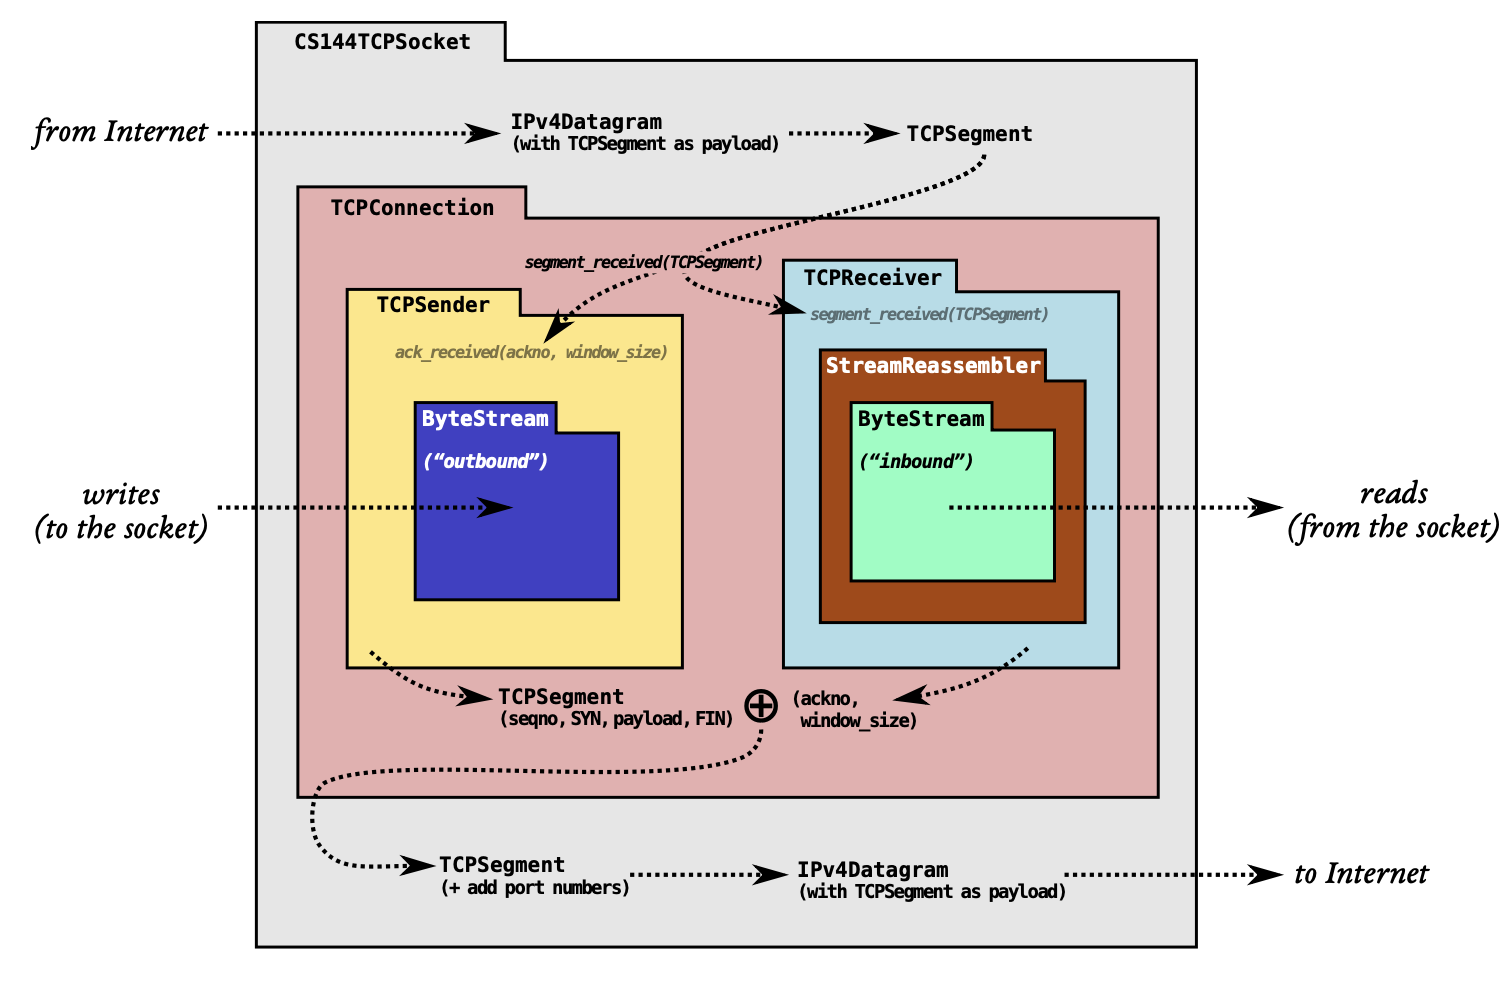 CS144TCPSocket
from Internet
IPv4Datagram
(with TCPSegment as payload)
TCPSegment
TCPConnection
segment_received(TCPSegment)
TCPSender
ack_received(ackno, window_size)
ByteStream
(“outbound”)
TCPReceiver
segment_received(TCPSegment)
StreamReassembler
ByteStream
(“inbound”)
writes
(to the socket)
reads
(from the socket)
TCPSegment
(seqno, SYN, payload, FIN)
(ackno,
window_size)
TCPSegment
(+ add port numbers)
IPv4Datagram
(with TCPSegment as payload)
to Internet